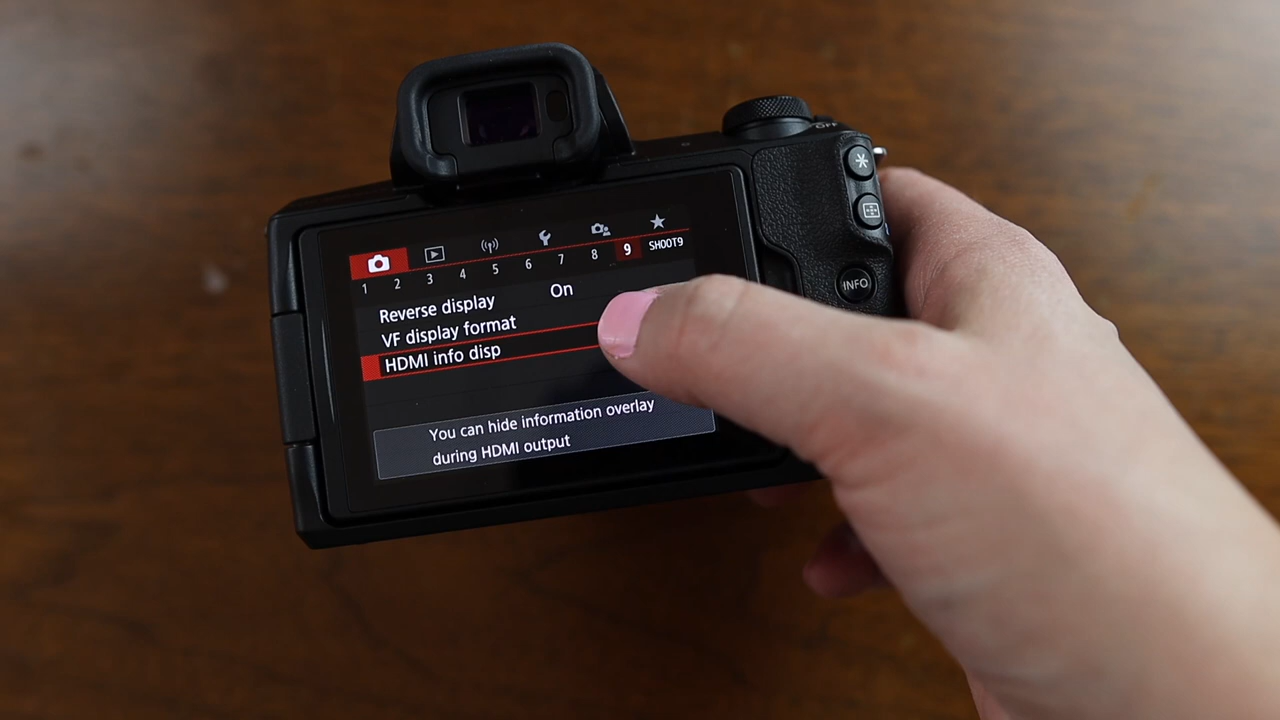 OFF
1 2 3 4 5 6 7 8 9 SHOOT9
Reverse display On
VF display format
HDMI info disp
You can hide information overlay
during HDMI output
INFO